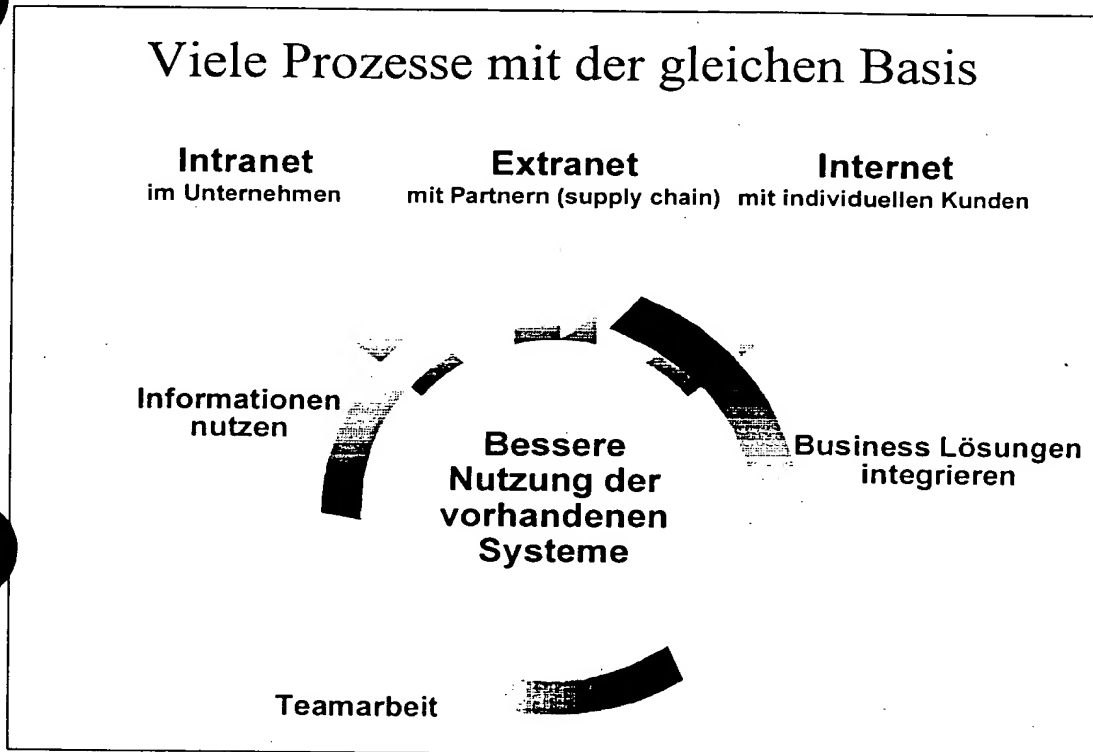 Viele Prozesse mit der gleichen Basis
Intranet
im Unternehmen
Extranet
mit Partnern (supply chain)
Internet
mit individuellen Kunden
Informationen
nutzen
Bessere
Nutzung der
vorhandenen
Systeme
Business Lösungen
integrieren
Teamarbeit